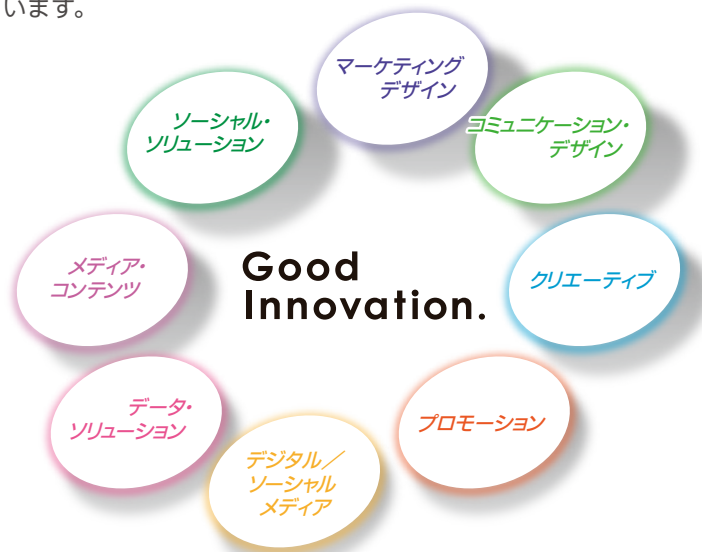 います。
マーケティング
デザイン
コミュニケーション・
デザイン
クリエーティブ
プロモーション
デジタル／
ソーシャル
メディア
データ・
ソリューション
メディア・
コンテンツ
ソーシャル・
ソリューション
Good
Innovation.